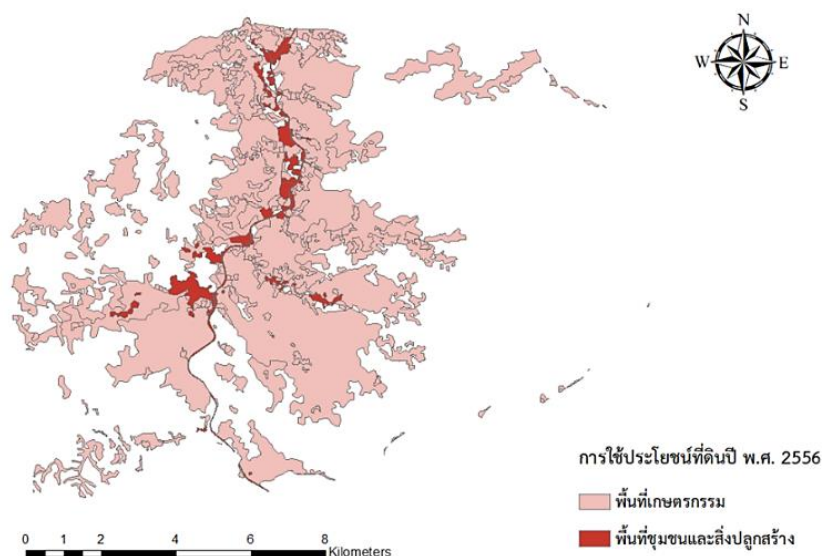 N
W E
S
การใช้ประโยชน์ที่ดินปี พ.ศ. 2556
พื้นที่เกษตรกรรม
พื้นที่ชุมชนและสิ่งปลูกสร้าง
0 1 2 4 6 8
Kilometers